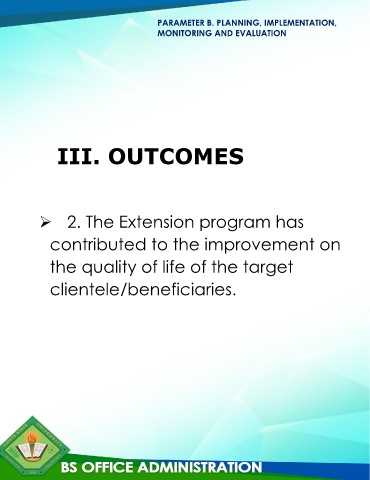 PARAMETER B. PLANNING, IMPLEMENTATION,
MONITORING AND EVALUATION
III. OUTCOMES
➢ 2. The Extension program has
contributed to the improvement on
the quality of life of the target
clientele/beneficiaries.
BS OFFICE ADMINISTRATION